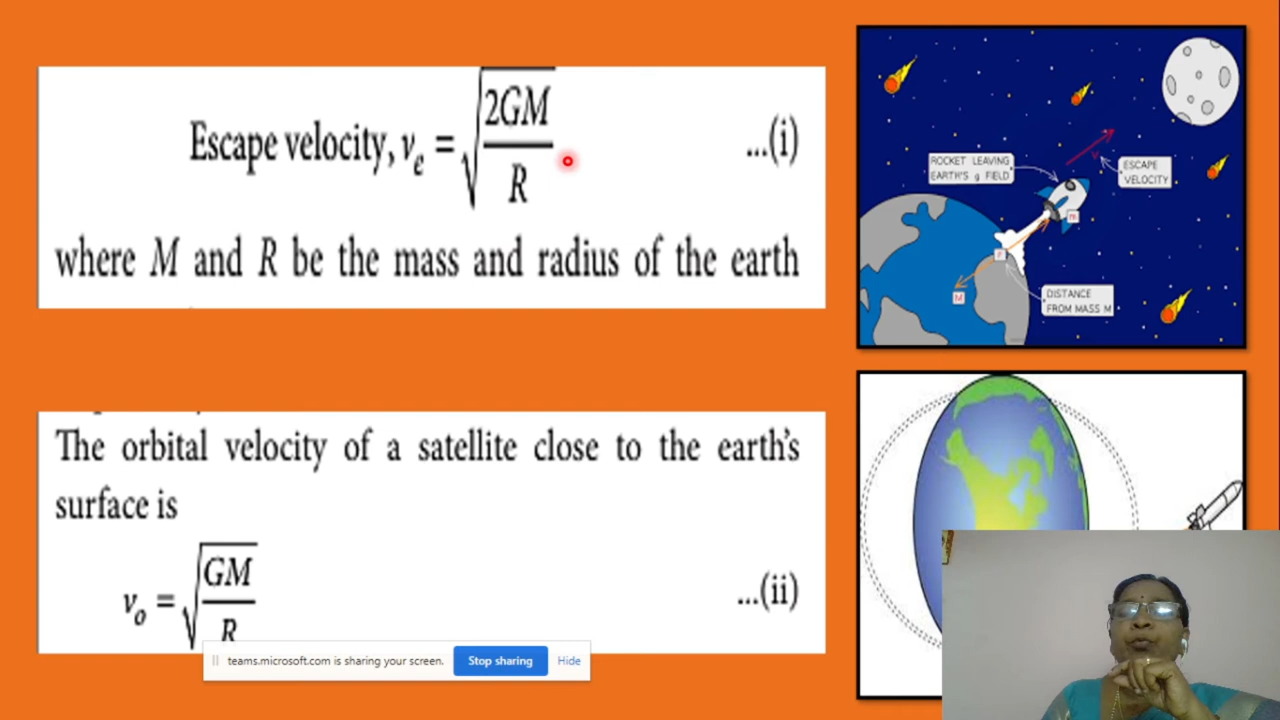 Escape velocity, vₑ = √(2GM/R) ...(i)
where M and R be the mass and radius of the earth
The orbital velocity of a satellite close to the earth's
surface is
vₒ = √(GM/R) ...(ii)
teams.microsoft.com is sharing your screen. Stop sharing Hide
ROCKET LEAVING
EARTH'S g FIELD
ESCAPE
VELOCITY
V
m
r
M
DISTANCE
FROM MASS M